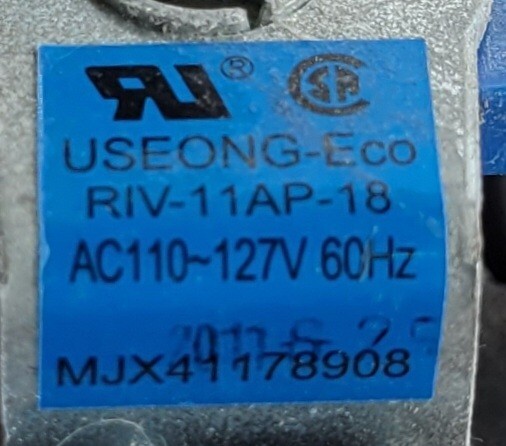 USEONG-Eco
RIV-11AP-18
AC110~127V 60Hz
MJX41178908